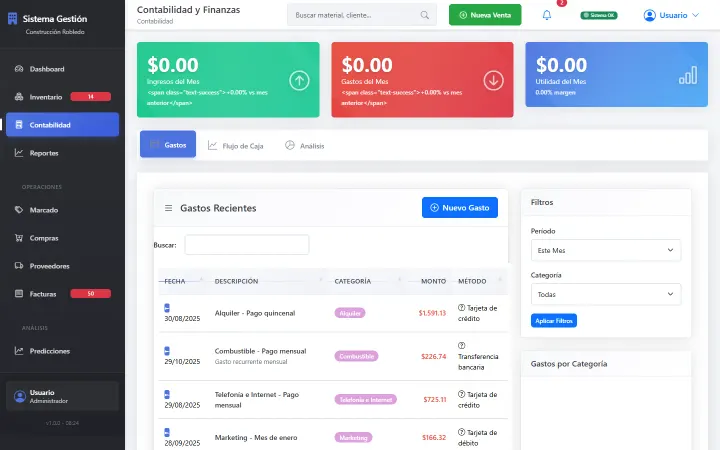 Sistema Gestión
Construcción Robledo
Dashboard
Inventario 14
Contabilidad
Reportes
OPERACIONES
Marcado
Compras
Proveedores
Facturas 50
ANÁLISIS
Predicciones
Usuario
Administrador
v1.0.0 - 08:24
Contabilidad y Finanzas
Contabilidad
Buscar material, cliente...
Nueva Venta
2
Sistema OK
Usuario
$0.00
Ingresos del Mes
<span class="text-success">+0.00% vs mes
anterior</span>
$0.00
Gastos del Mes
<span class="text-success">+0.00% vs mes
anterior</span>
$0.00
Utilidad del Mes
0.00% margen
Gastos
Flujo de Caja
Análisis
Gastos Recientes
Nuevo Gasto
Buscar:
FECHA DESCRIPCIÓN CATEGORÍA MONTO MÉTODO
30/08/2025 Alquiler - Pago quincenal Alquiler $1,591.13 Tarjeta de
crédito
29/10/2025 Combustible - Pago mensual Combustible $226.74 Transferencia
Gasto recurrente mensual bancaria
29/08/2025 Telefonía e Internet - Pago Telefonía e Internet $725.11 Tarjeta de
mensual crédito
28/09/2025 Marketing - Mes de enero Marketing $166.32 Tarjeta de
débito
Filtros
Período
Este Mes
Categoría
Todas
Aplicar Filtros
Gastos por Categoría